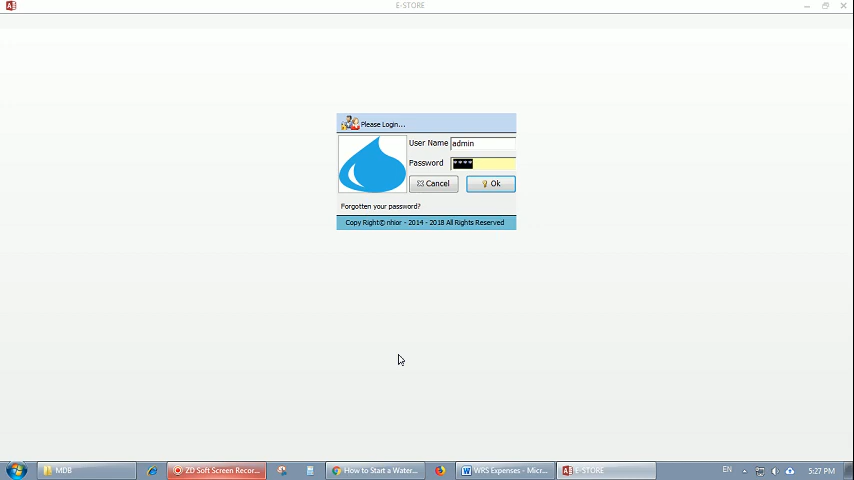 E-STORE
Please Login...
User Name admin
Password ****
Cancel Ok
Forgotten your password?
Copy Right© nhior - 2014 - 2018 All Rights Reserved
MDB
ZD Soft Screen Recor...
How to Start a Water...
WRS Expenses - Micr...
E-STORE
EN
5:27 PM